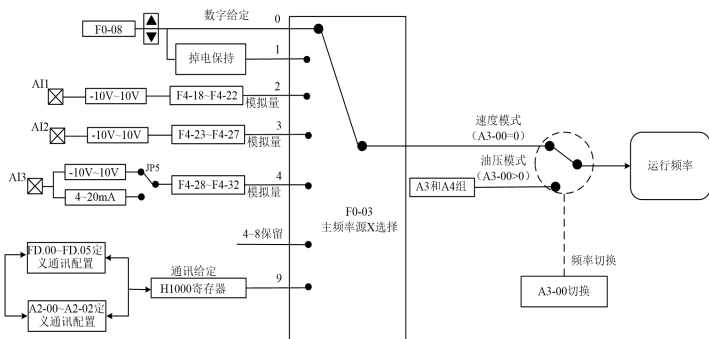 数字给定
0
F0-08
掉电保持
1
AI1
-10V~10V
F4-18~F4-22
2
模拟量
AI2
-10V~10V
F4-23~F4-27
3
模拟量
AI3
-10V~10V
4~20mA
JP5
F4-28~F4-32
4
模拟量
4~8保留
FD.00~FD.05定
义通讯配置
A2-00~A2-02定
义通讯配置
通讯给定
H1000寄存器
9
F0-03
主频率源X选择
速度模式
（A3-00=0）
油压模式
（A3-00>0）
A3和A4组
运行频率
频率切换
A3-00切换